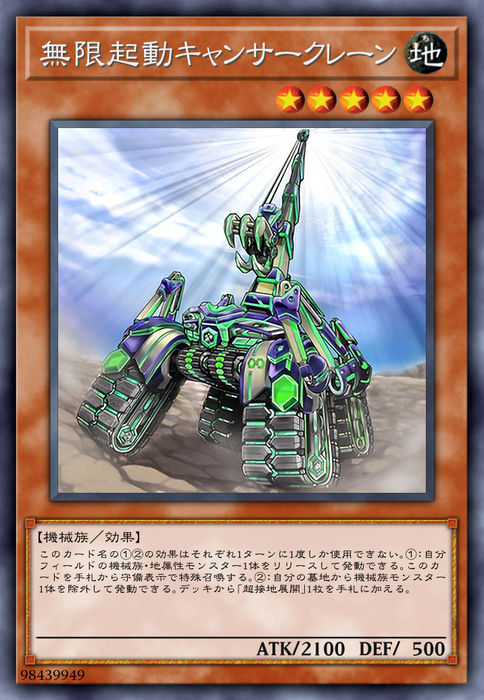 無限起動キャンサークレーン
地
ち
【機械族／効果】
このカード名の①②の効果はそれぞれ1ターンに1度しか使用できない。①：自分
フィールドの機械族・地属性モンスター1体をリリースして発動できる。このカ
ードを手札から守備表示で特殊召喚する。②：自分の墓地から機械族モンスター
1体を除外して発動できる。デッキから「超接地展開」1枚を手札に加える。
ATK/2100 DEF/ 500
98439949